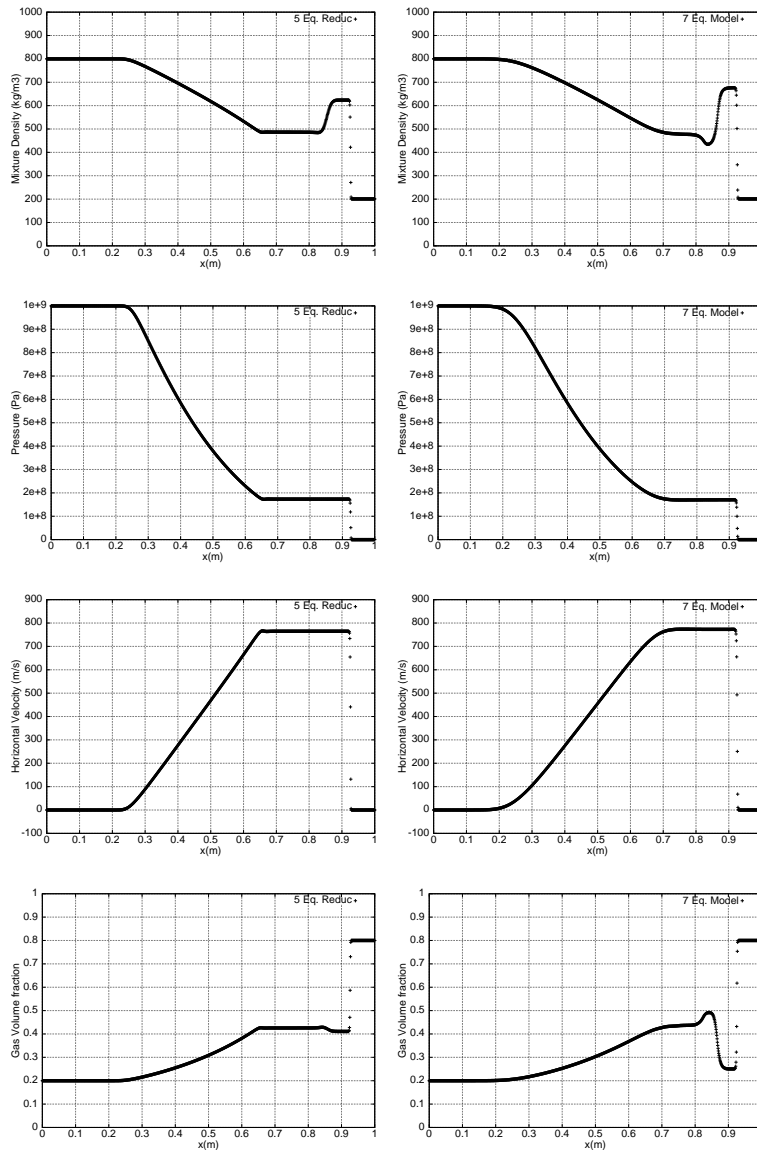 5 Eq. Reduc
Mixture Density (kg/m3)
1000
900
800
700
600
500
400
300
200
100
0
0 0.1 0.2 0.3 0.4 0.5 0.6 0.7 0.8 0.9 1
x(m)
7 Eq. Model
Mixture Density (kg/m3)
1000
900
800
700
600
500
400
300
200
100
0
0 0.1 0.2 0.3 0.4 0.5 0.6 0.7 0.8 0.9
x(m)
5 Eq. Reduc
Pressure (Pa)
1e+9
9e+8
8e+8
7e+8
6e+8
5e+8
4e+8
3e+8
2e+8
1e+8
0
0 0.1 0.2 0.3 0.4 0.5 0.6 0.7 0.8 0.9 1
x(m)
7 Eq. Model
Pressure (Pa)
1e+9
9e+8
8e+8
7e+8
6e+8
5e+8
4e+8
3e+8
2e+8
1e+8
0
0 0.1 0.2 0.3 0.4 0.5 0.6 0.7 0.8 0.9
x(m)
5 Eq. Reduc
Horizontal Velocity (m/s)
900
800
700
600
500
400
300
200
100
0
-100
0 0.1 0.2 0.3 0.4 0.5 0.6 0.7 0.8 0.9 1
x(m)
7 Eq. Model
Horizontal Velocity (m/s)
900
800
700
600
500
400
300
200
100
0
-100
0 0.1 0.2 0.3 0.4 0.5 0.6 0.7 0.8 0.9
x(m)
5 Eq. Reduc
Gas Volume fraction
1
0.9
0.8
0.7
0.6
0.5
0.4
0.3
0.2
0.1
0
0 0.1 0.2 0.3 0.4 0.5 0.6 0.7 0.8 0.9 1
x(m)
7 Eq. Model
Gas Volume fraction
1
0.9
0.8
0.7
0.6
0.5
0.4
0.3
0.2
0.1
0
0 0.1 0.2 0.3 0.4 0.5 0.6 0.7 0.8 0.9
x(m)